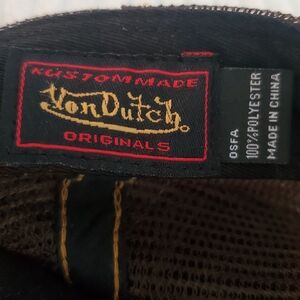 KUSTOMMADE
VonDutch
ORIGINALS
OSFA
100%POLYESTER
MADE IN CHINA